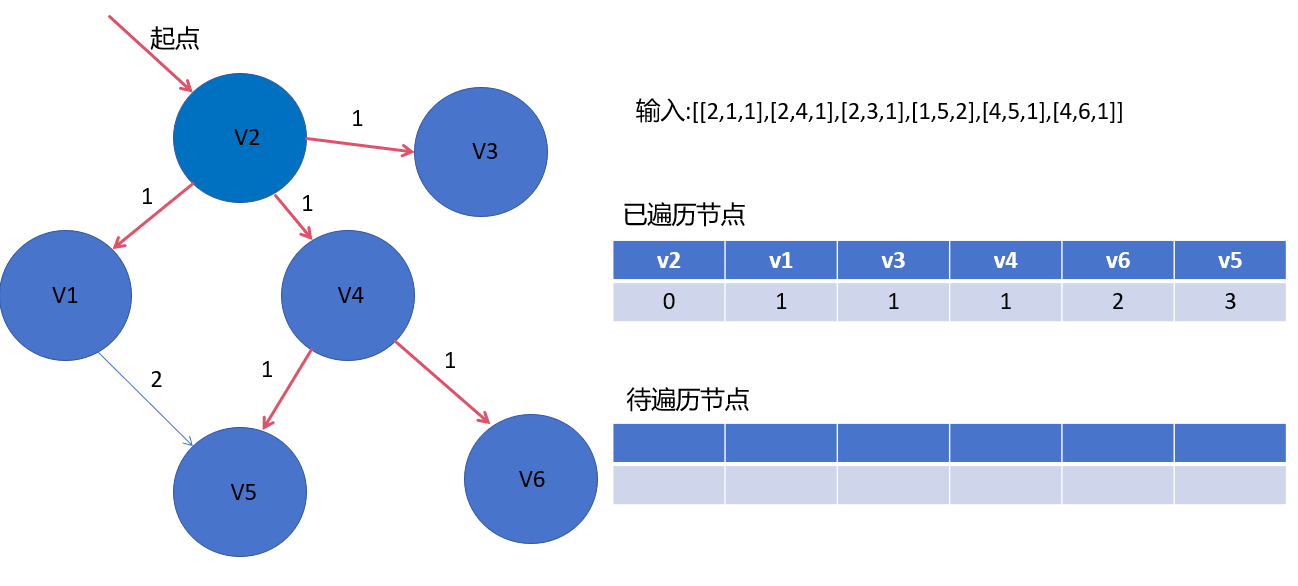 起点
V2
1
V3
1
1
V1
V4
2
1
1
V5
V6
输入:[[2,1,1],[2,4,1],[2,3,1],[1,5,2],[4,5,1],[4,6,1]]
已遍历节点
v2 v1 v3 v4 v6 v5
0 1 1 1 2 3
待遍历节点